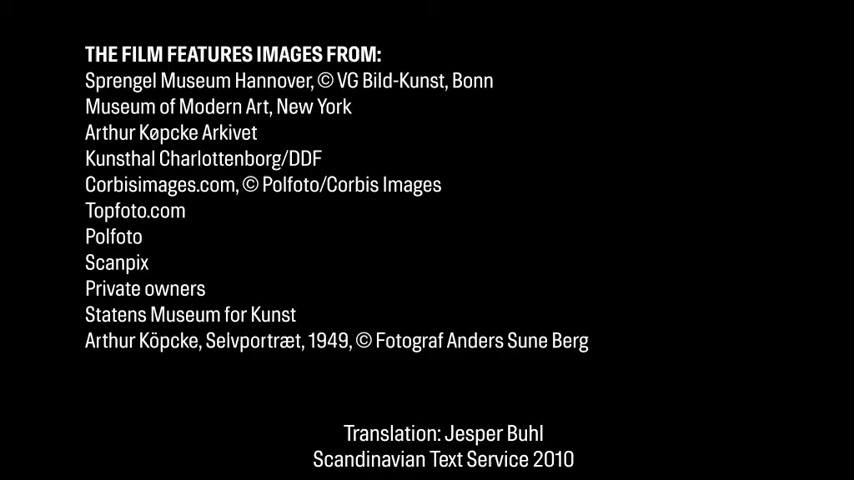 THE FILM FEATURES IMAGES FROM:
Sprengel Museum Hannover, © VG Bild-Kunst, Bonn
Museum of Modern Art, New York
Arthur Køpcke Arkivet
Kunsthal Charlottenborg/DDF
Corbisimages.com, © Polfoto/Corbis Images
Topfoto.com
Polfoto
Scanpix
Private owners
Statens Museum for Kunst
Arthur Köpcke, Selvportræt, 1949, © Fotograf Anders Sune Berg
Translation: Jesper Buhl
Scandinavian Text Service 2010